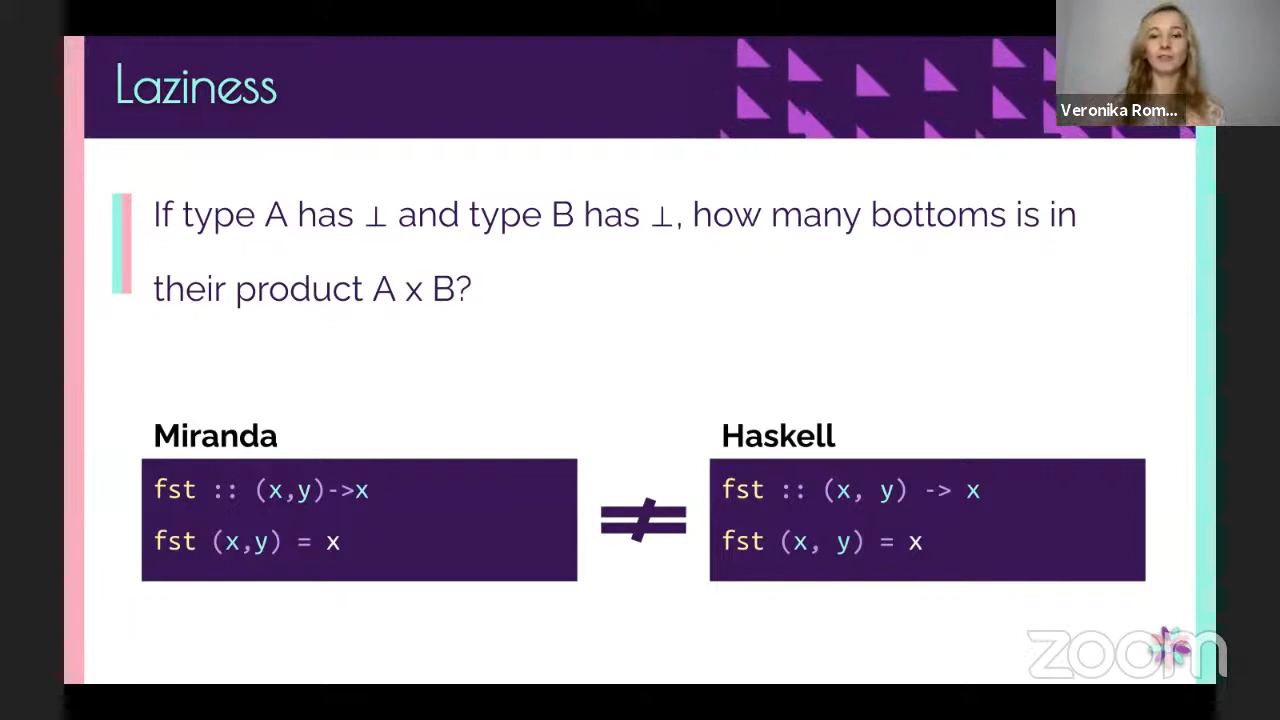 Laziness
Veronika Rom...
If type A has ⊥ and type B has ⊥, how many bottoms is in
their product A x B?
Miranda
Haskell
fst :: (x,y)->x
fst (x,y) = x
≠
fst :: (x, y) -> x
fst (x, y) = x
zoom